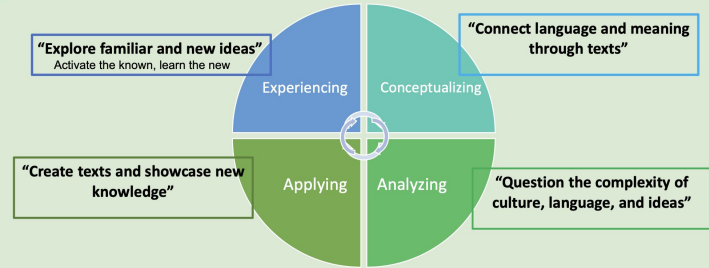 “Explore familiar and new ideas”
Activate the known, learn the new
“Connect language and meaning
through texts”
Experiencing
Conceptualizing
“Create texts and showcase new
knowledge”
Applying
Analyzing
“Question the complexity of
culture, language, and ideas”